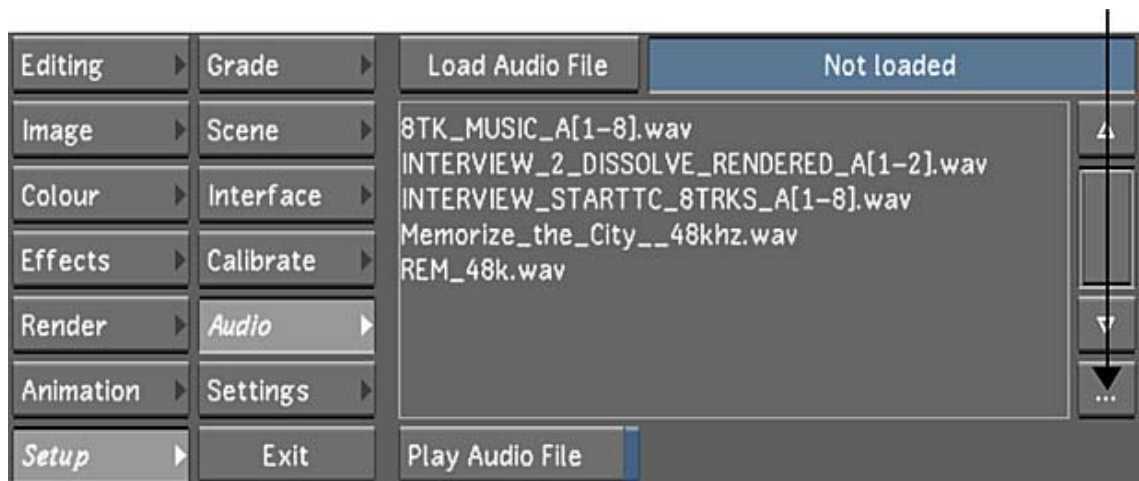 Editing Grade Load Audio File Not loaded
Image Scene
8TK_MUSIC_A[1-8].wav
INTERVIEW_2_DISSOLVE_RENDERED_A[1-2].wav
Colour Interface
INTERVIEW_STARTTC_8TRKS_A[1-8].wav
Memorize_the_City__48khz.wav
Effects Calibrate
REM_48k.wav
Render Audio
Animation Settings ...
Setup Exit Play Audio File